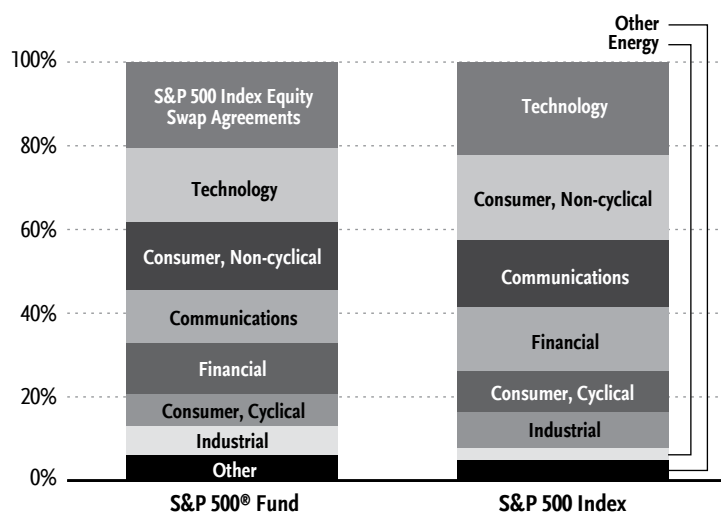 Other
Energy
100%
80%
60%
40%
20%
0%
S&P 500 Index Equity
Swap Agreements
Technology
Consumer, Non-cyclical
Communications
Financial
Consumer, Cyclical
Industrial
Other
Technology
Consumer, Non-cyclical
Communications
Financial
Consumer, Cyclical
Industrial
S&P 500® Fund
S&P 500 Index